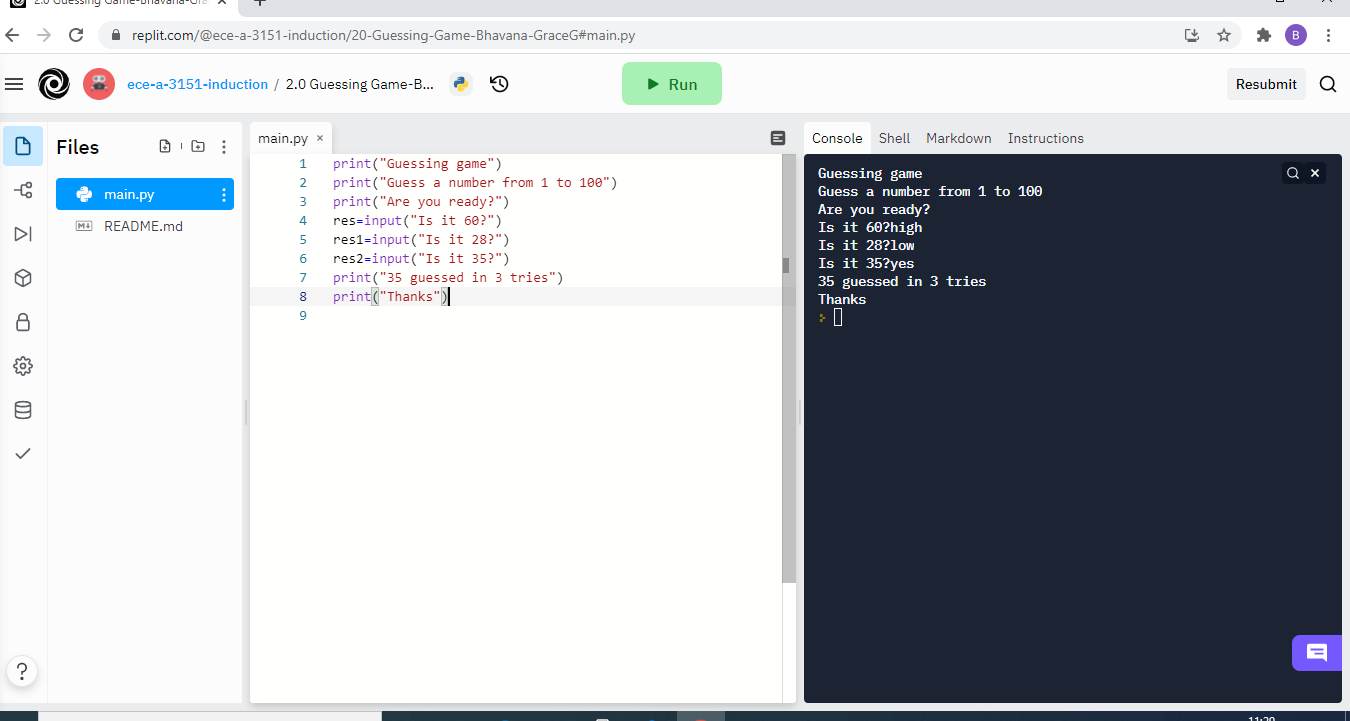 2.0 Guessing Game-Bhavana-Gra
replit.com/@ece-a-3151-induction/20-Guessing-Game-Bhavana-GraceG#main.py
B
ece-a-3151-induction / 2.0 Guessing Game-B...
Run
Resubmit
Files
main.py
README.md
main.py ×
1 print("Guessing game")
2 print("Guess a number from 1 to 100")
3 print("Are you ready?")
4 res=input("Is it 60?")
5 res1=input("Is it 28?")
6 res2=input("Is it 35?")
7 print("35 guessed in 3 tries")
8 print("Thanks")
9
Console Shell Markdown Instructions
Guessing game
Guess a number from 1 to 100
Are you ready?
Is it 60?high
Is it 28?low
Is it 35?yes
35 guessed in 3 tries
Thanks
?
11:20